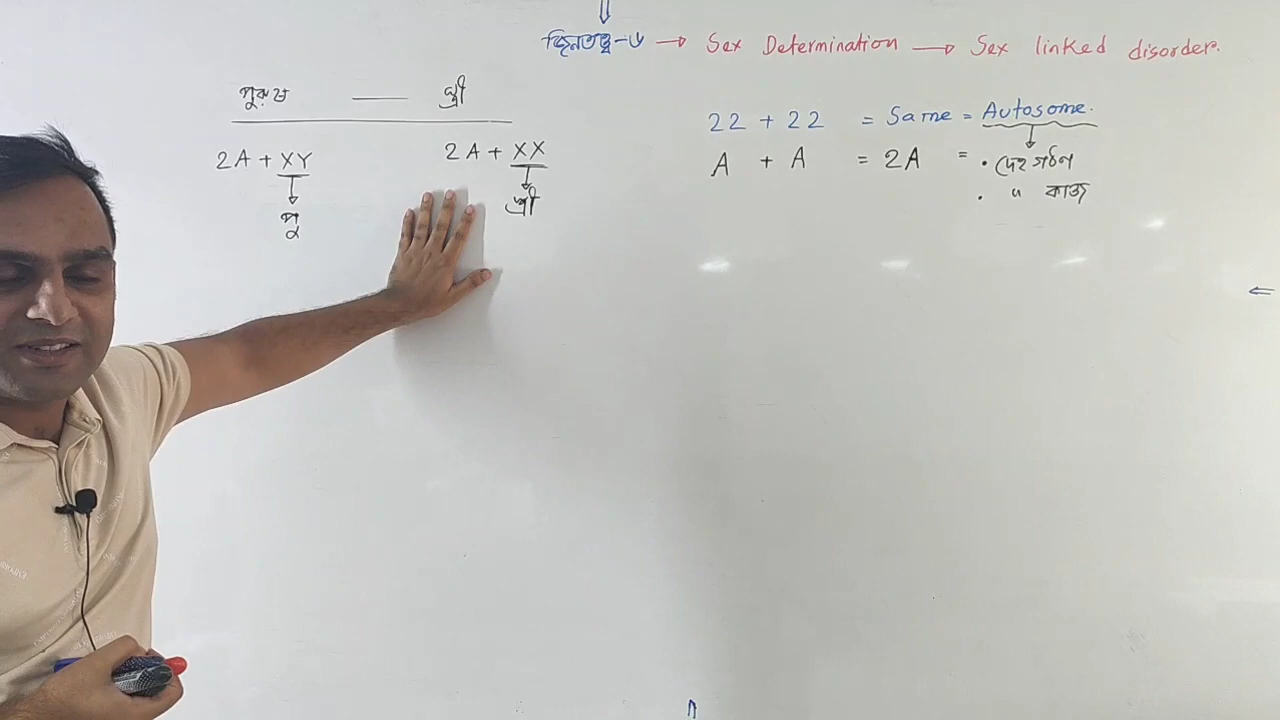 জিনতত্ত্ব-৬ → Sex Determination → Sex linked disorder.
পুরুষ — স্ত্রী
2A + XY
পু
2A + XX
স্ত্রী
22 + 22 = Same = Autosome.
A + A = 2A = • দেহ গঠন
• " কাজ